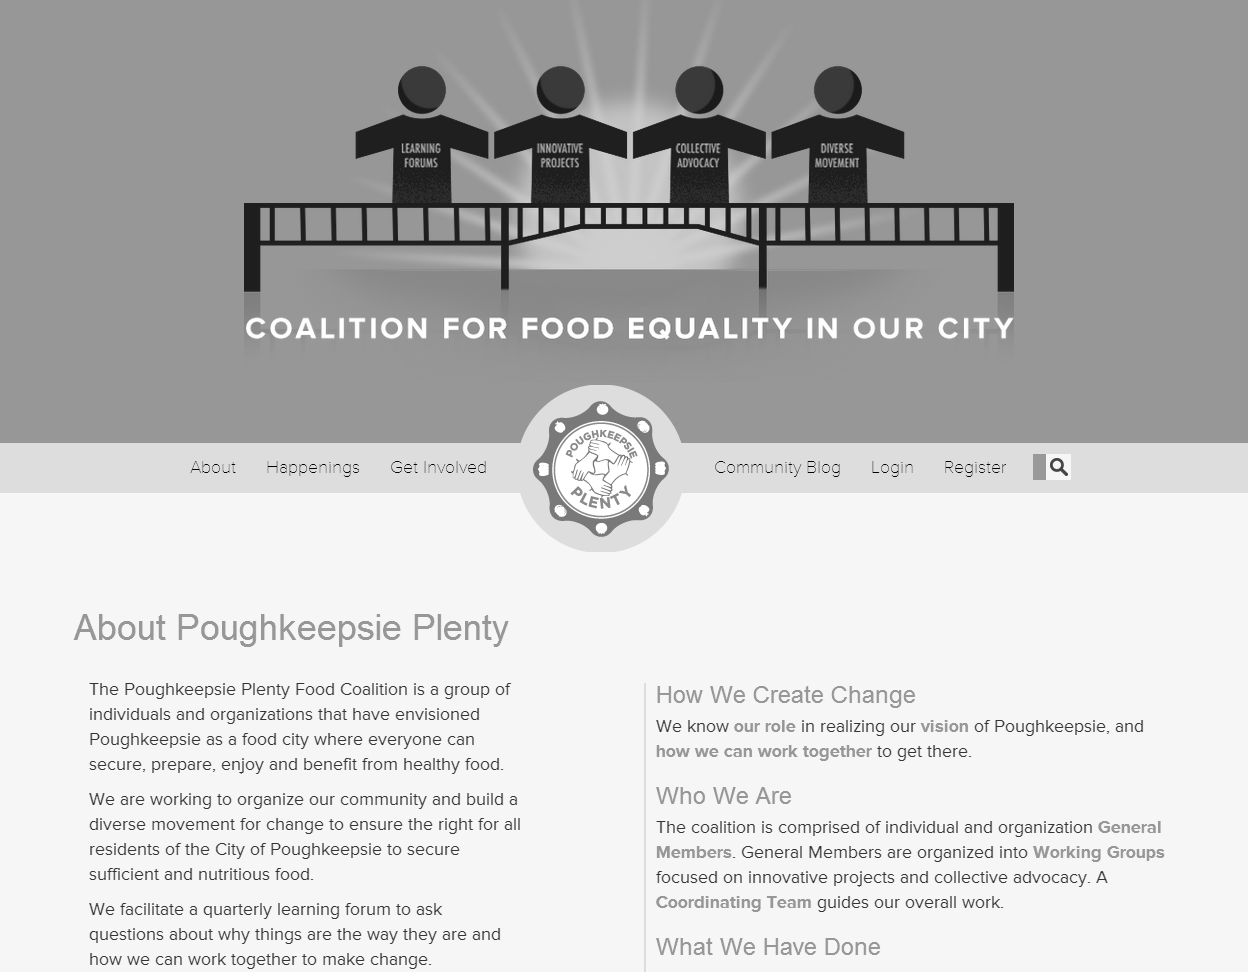 LEARNING
FORUMS
INNOVATIVE
PROJECTS
COLLECTIVE
ADVOCACY
DIVERSE
MOVEMENT
COALITION FOR FOOD EQUALITY IN OUR CITY
About
Happenings
Get Involved
POUGHKEEPSIE
PLENTY
Community Blog
Login
Register
About Poughkeepsie Plenty
The Poughkeepsie Plenty Food Coalition is a group of
individuals and organizations that have envisioned
Poughkeepsie as a food city where everyone can
secure, prepare, enjoy and benefit from healthy food.
We are working to organize our community and build a
diverse movement for change to ensure the right for all
residents of the City of Poughkeepsie to secure
sufficient and nutritious food.
We facilitate a quarterly learning forum to ask
questions about why things are the way they are and
how we can work together to make change.
How We Create Change
We know our role in realizing our vision of Poughkeepsie, and
how we can work together to get there.
Who We Are
The coalition is comprised of individual and organization General
Members. General Members are organized into Working Groups
focused on innovative projects and collective advocacy. A
Coordinating Team guides our overall work.
What We Have Done